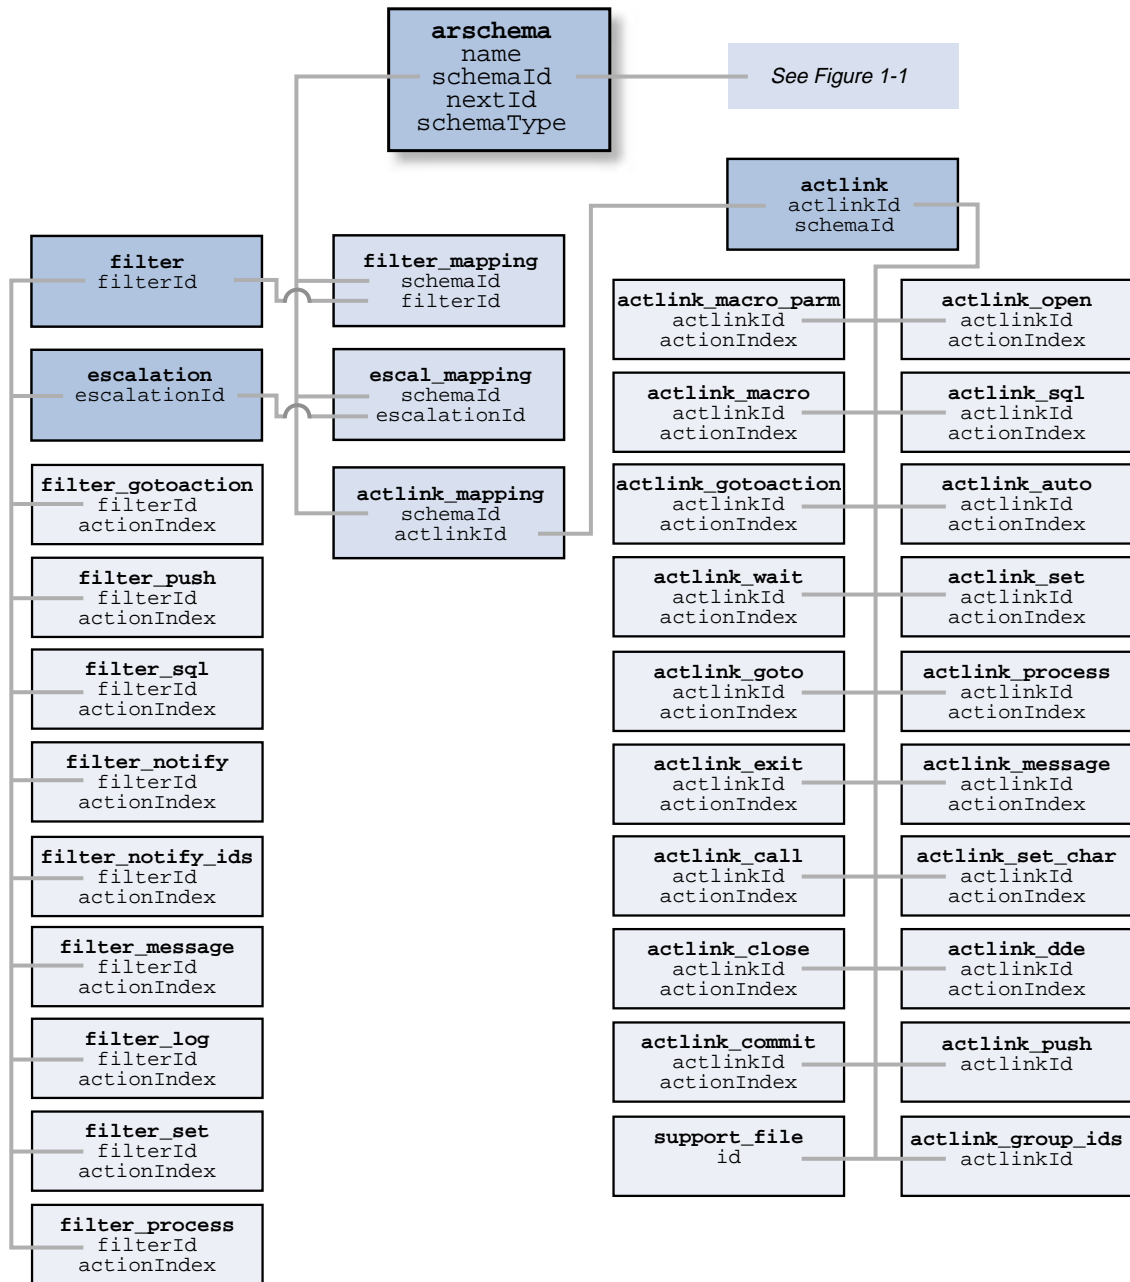 arschema
name
schemaId
nextId
schemaType
See Figure 1-1
actlink
actlinkId
schemaId
filter
filterId
filter_mapping
schemaId
filterId
escalation
escalationId
escal_mapping
schemaId
escalationId
actlink_mapping
schemaId
actlinkId
filter_gotoaction
filterId
actionIndex
filter_push
filterId
actionIndex
filter_sql
filterId
actionIndex
filter_notify
filterId
actionIndex
filter_notify_ids
filterId
actionIndex
filter_message
filterId
actionIndex
filter_log
filterId
actionIndex
filter_set
filterId
actionIndex
filter_process
filterId
actionIndex
actlink_macro_parm
actlinkId
actionIndex
actlink_open
actlinkId
actionIndex
actlink_macro
actlinkId
actionIndex
actlink_sql
actlinkId
actionIndex
actlink_gotoaction
actlinkId
actionIndex
actlink_auto
actlinkId
actionIndex
actlink_wait
actlinkId
actionIndex
actlink_set
actlinkId
actionIndex
actlink_goto
actlinkId
actionIndex
actlink_process
actlinkId
actionIndex
actlink_exit
actlinkId
actionIndex
actlink_message
actlinkId
actionIndex
actlink_call
actlinkId
actionIndex
actlink_set_char
actlinkId
actionIndex
actlink_close
actlinkId
actionIndex
actlink_dde
actlinkId
actionIndex
actlink_commit
actlinkId
actionIndex
actlink_push
actlinkId
support_file
id
actlink_group_ids
actlinkId